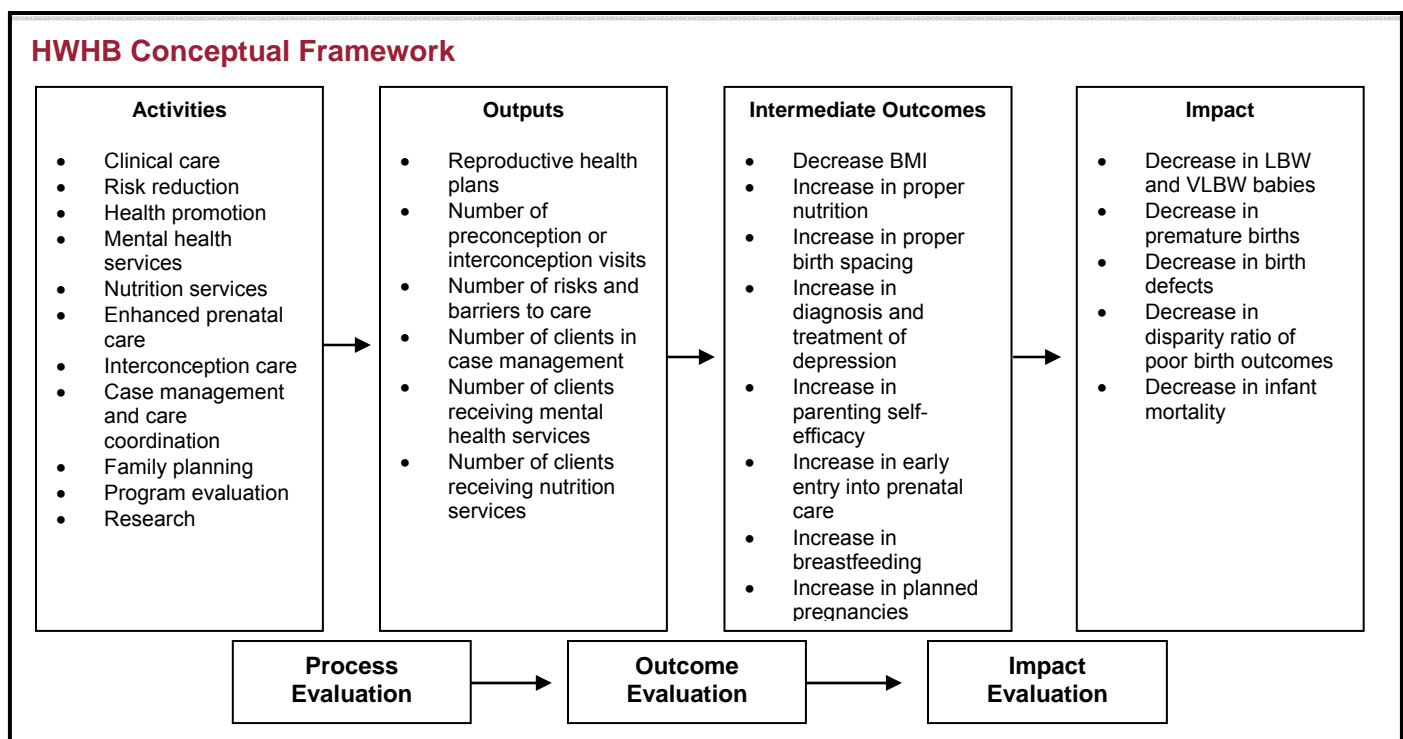 HWHB Conceptual Framework
Activities
• Clinical care
• Risk reduction
• Health promotion
• Mental health
services
• Nutrition services
• Enhanced prenatal
care
• Interconception care
• Case management
and care
coordination
• Family planning
• Program evaluation
• Research
Outputs
• Reproductive health
plans
• Number of
preconception or
interconception visits
• Number of risks and
barriers to care
• Number of clients in
case management
• Number of clients
receiving mental
health services
• Number of clients
receiving nutrition
services
Intermediate Outcomes
• Decrease BMI
• Increase in proper
nutrition
• Increase in proper
birth spacing
• Increase in
diagnosis and
treatment of
depression
• Increase in
parenting self-
efficacy
• Increase in early
entry into prenatal
care
• Increase in
breastfeeding
• Increase in planned
pregnancies
Impact
• Decrease in LBW
and VLBW babies
• Decrease in
premature births
• Decrease in birth
defects
• Decrease in
disparity ratio of
poor birth outcomes
• Decrease in infant
mortality
Process
Evaluation
Outcome
Evaluation
Impact
Evaluation